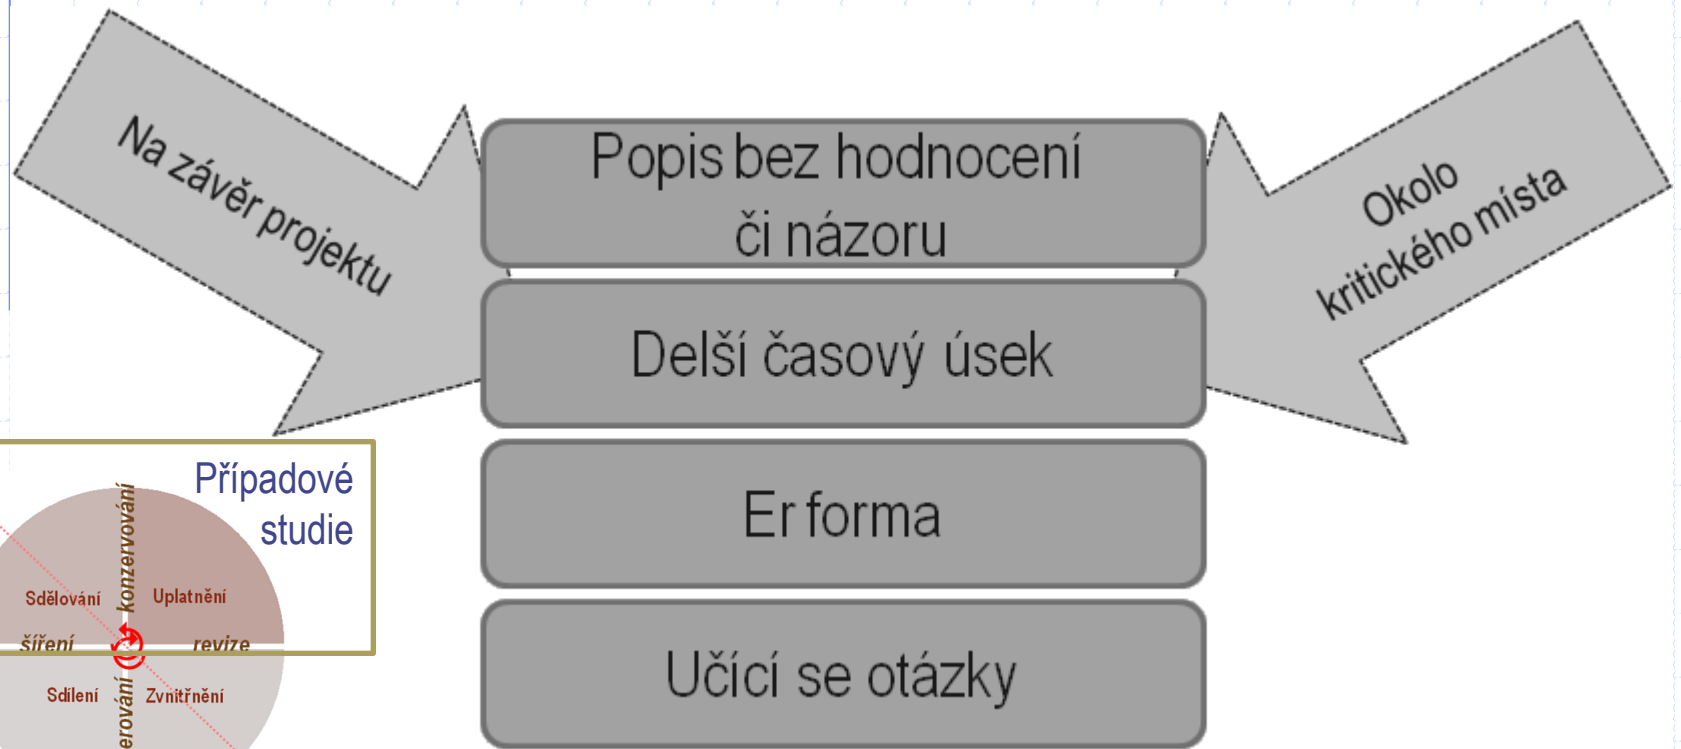 Na závěr projektu
Popis bez hodnocení
či názoru
Okolo
kritického místa
Delší časový úsek
Er forma
Učící se otázky
Případové
studie
konzervování
Sdělování
Uplatnění
šíření
revize
Sdílení
Zvnitřnění